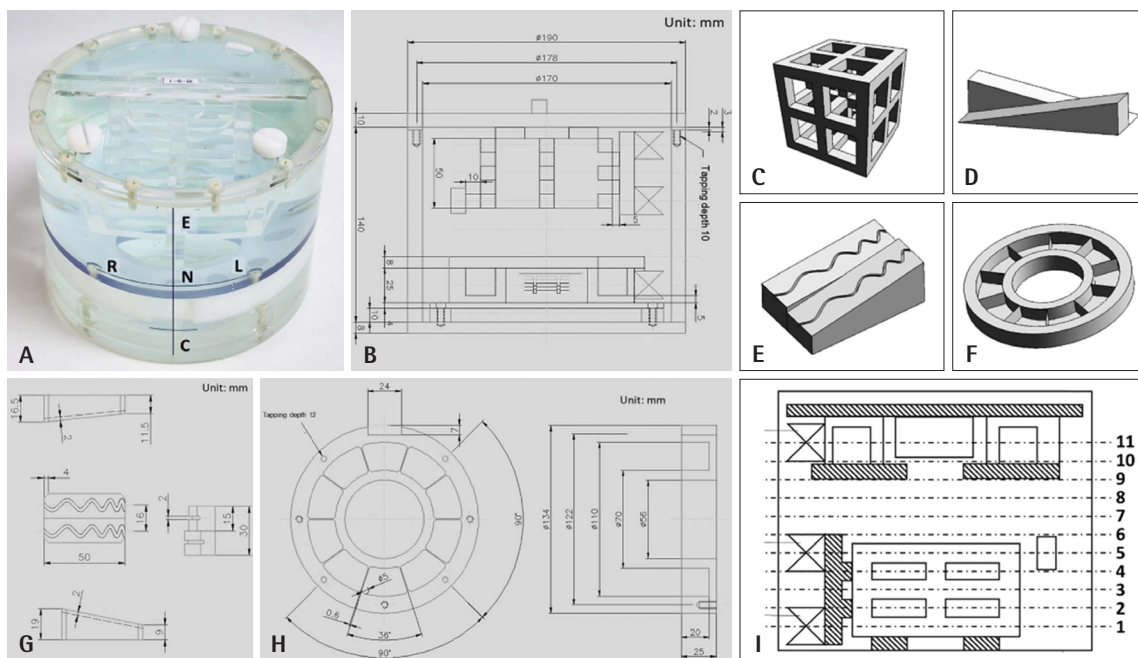 E
R N L
C
A
Unit: mm
ø190
ø178
ø170
10
2
3
50
10
5
Tapping depth 10
140
8
25
10
4
8
5
B
C
D
E
F
Unit: mm
16.5
2
11.5
4
2
16
15
30
50
2
19
9
G
24
Unit: mm
Tapping depth 12
7
90°
ø134
ø122
ø110
ø70
ø56
ø5
0.6
36°
90°
20
25
H
11
10
9
8
7
6
5
4
3
2
1
I